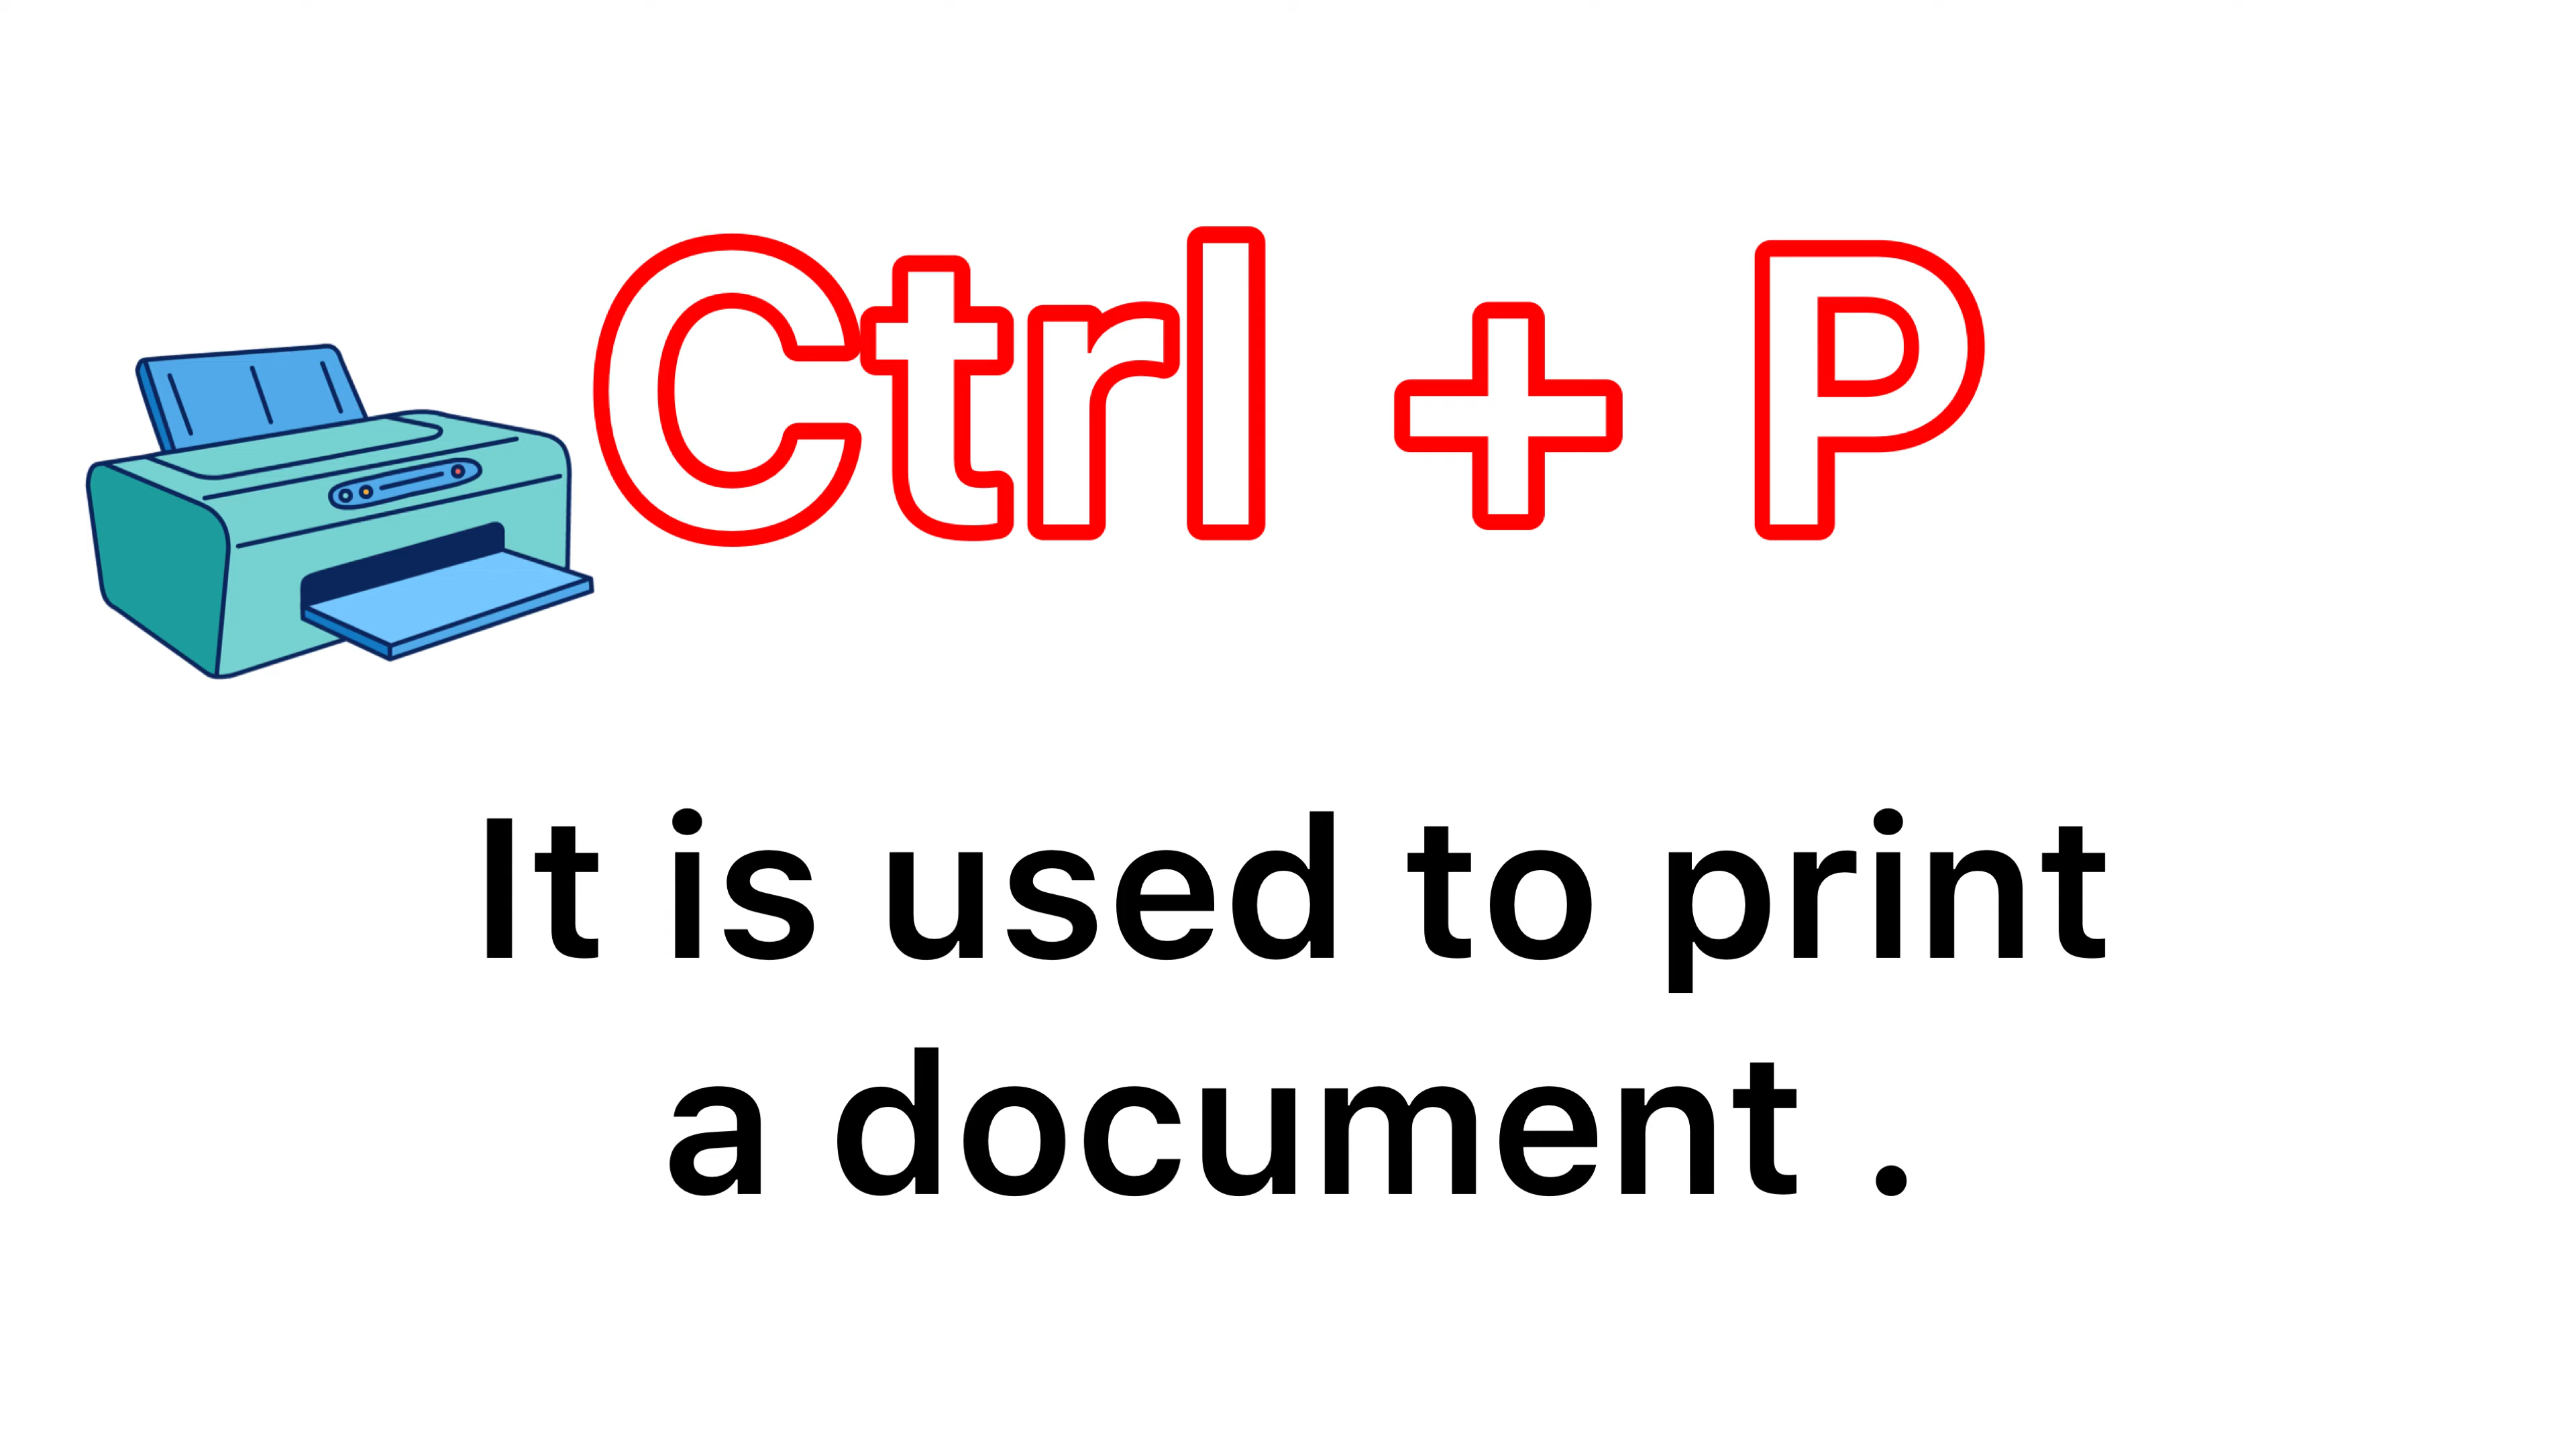 Ctrl + P
It is used to print
a document .